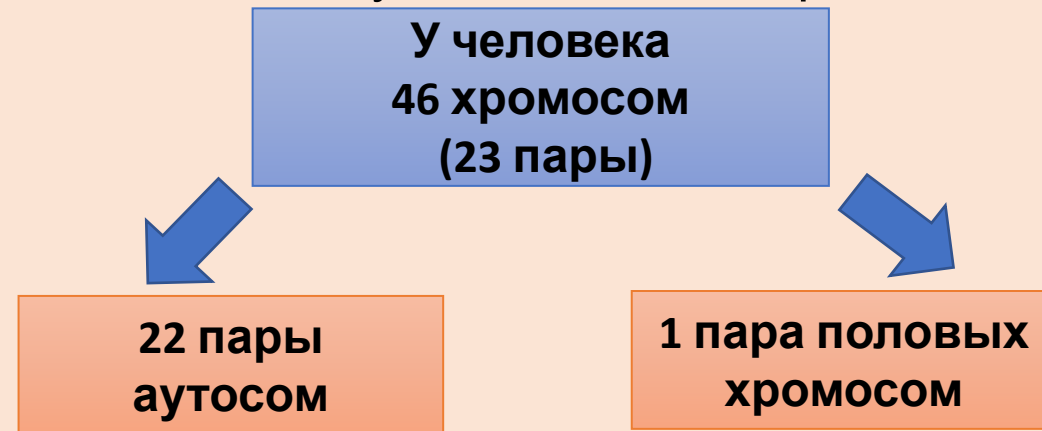 У человека
46 хромосом
(23 пары)
22 пары
аутосом
1 пара половых
хромосом